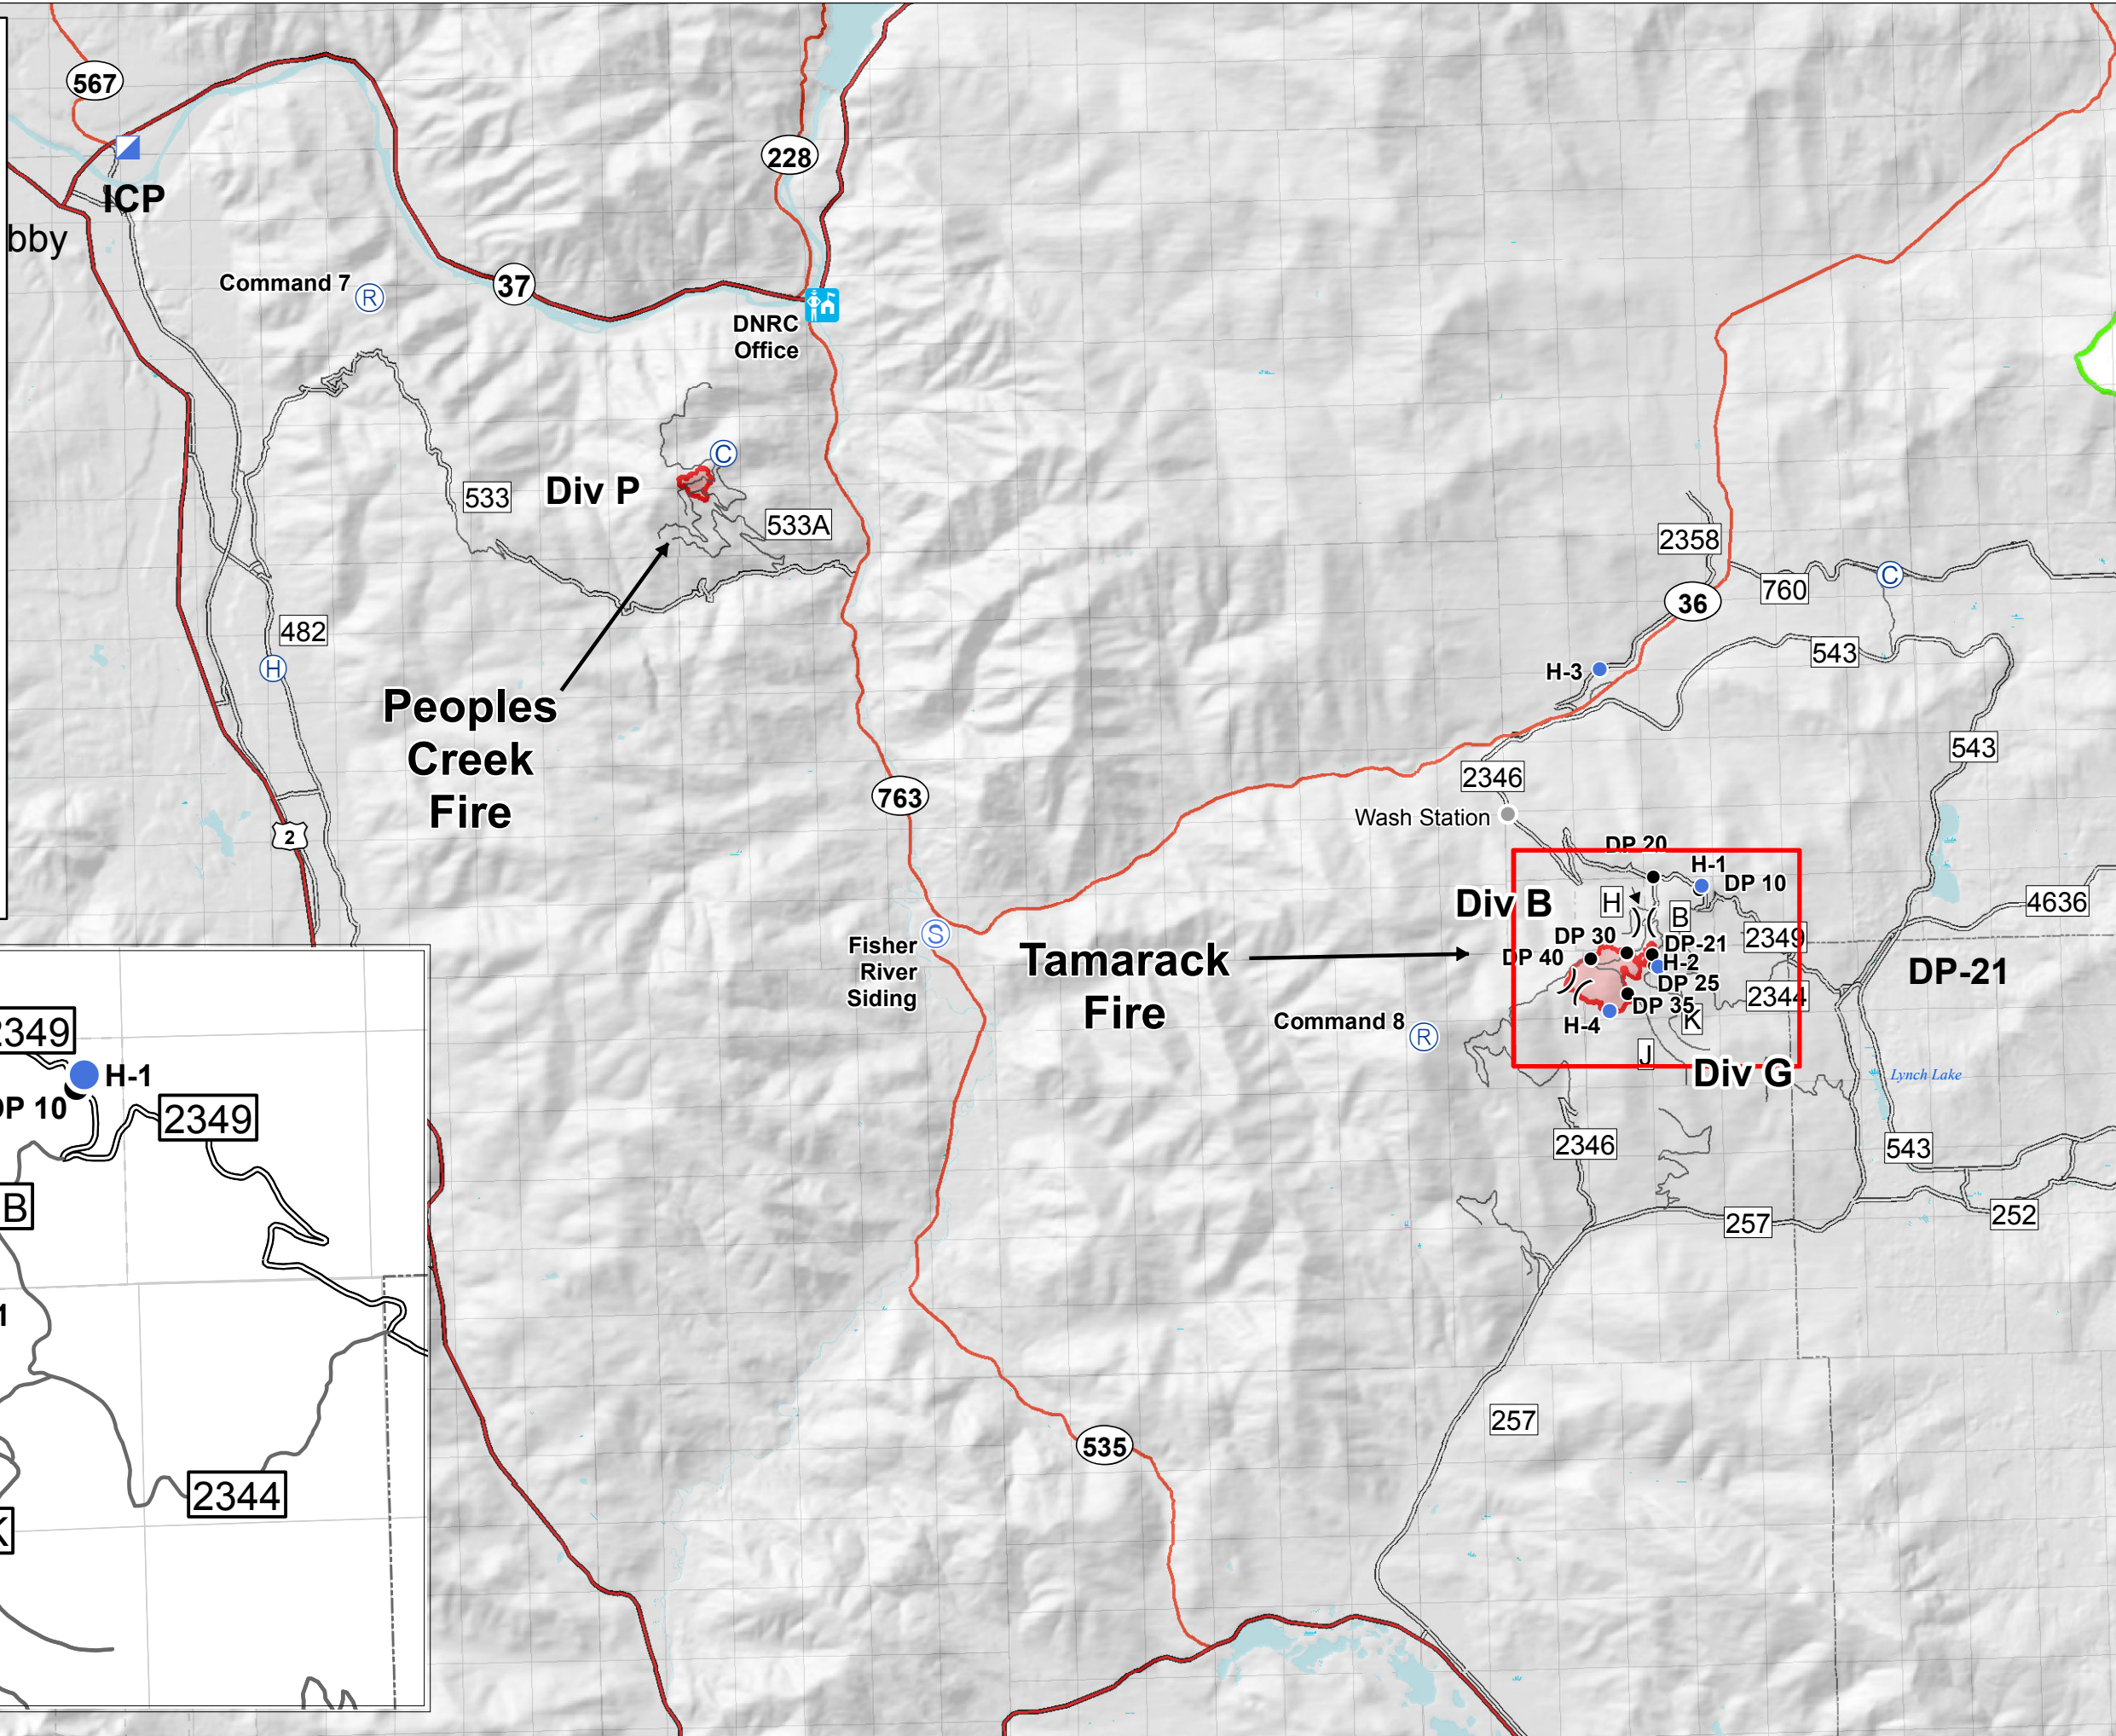 567
ICP
bby
Command 7
R
37
228
DNRC
Office
C
Div P
533
533A
482
H
Peoples
Creek
Fire
2
763
2358
760
C
36
543
H-3
543
2346
Wash Station
DP 20
H-1
DP 10
Div B
H
B
4636
2349
DP 30
DP-21
DP 40
H-2
DP-21
DP 25
2344
DP 35
H-4
K
J
Div G
Fisher
River
Siding
S
Tamarack
Fire
Command 8
R
Lynch Lake
2346
543
257
252
257
535
2349
H-1
DP 10
2349
B
1
2344
K